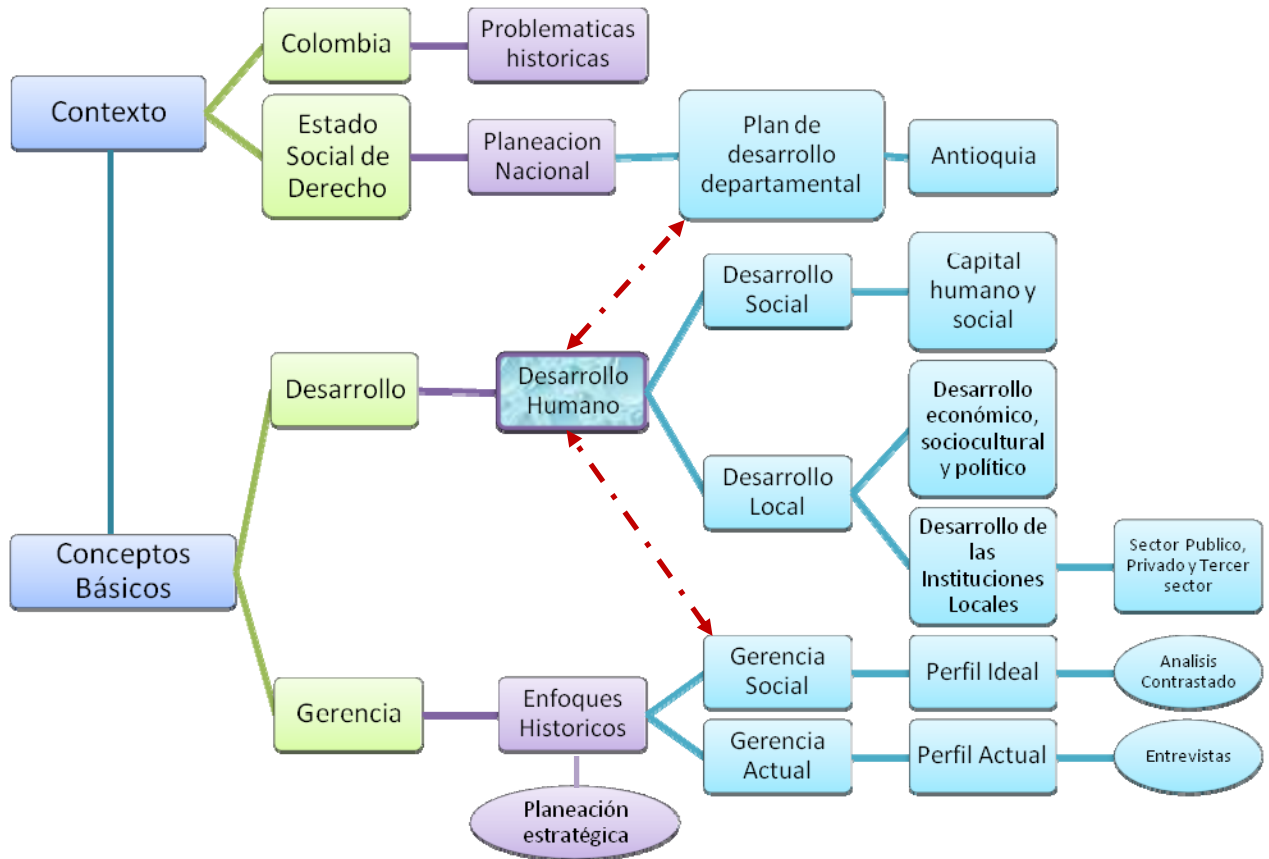 Contexto
Colombia
Problematicas
historicas
Estado
Social de
Derecho
Planeacion
Nacional
Plan de
desarrollo
departamental
Antioquia
Conceptos
Básicos
Desarrollo
Desarrollo
Humano
Desarrollo
Social
Capital
humano y
social
Desarrollo
Local
Desarrollo
económico,
sociocultural
y político
Desarrollo de
las
Instituciones
Locales
Sector Publico,
Privado y Tercer
sector
Gerencia
Enfoques
Historicos
Planeación
estratégica
Gerencia
Social
Perfil Ideal
Analisis
Contrastado
Gerencia
Actual
Perfil Actual
Entrevistas